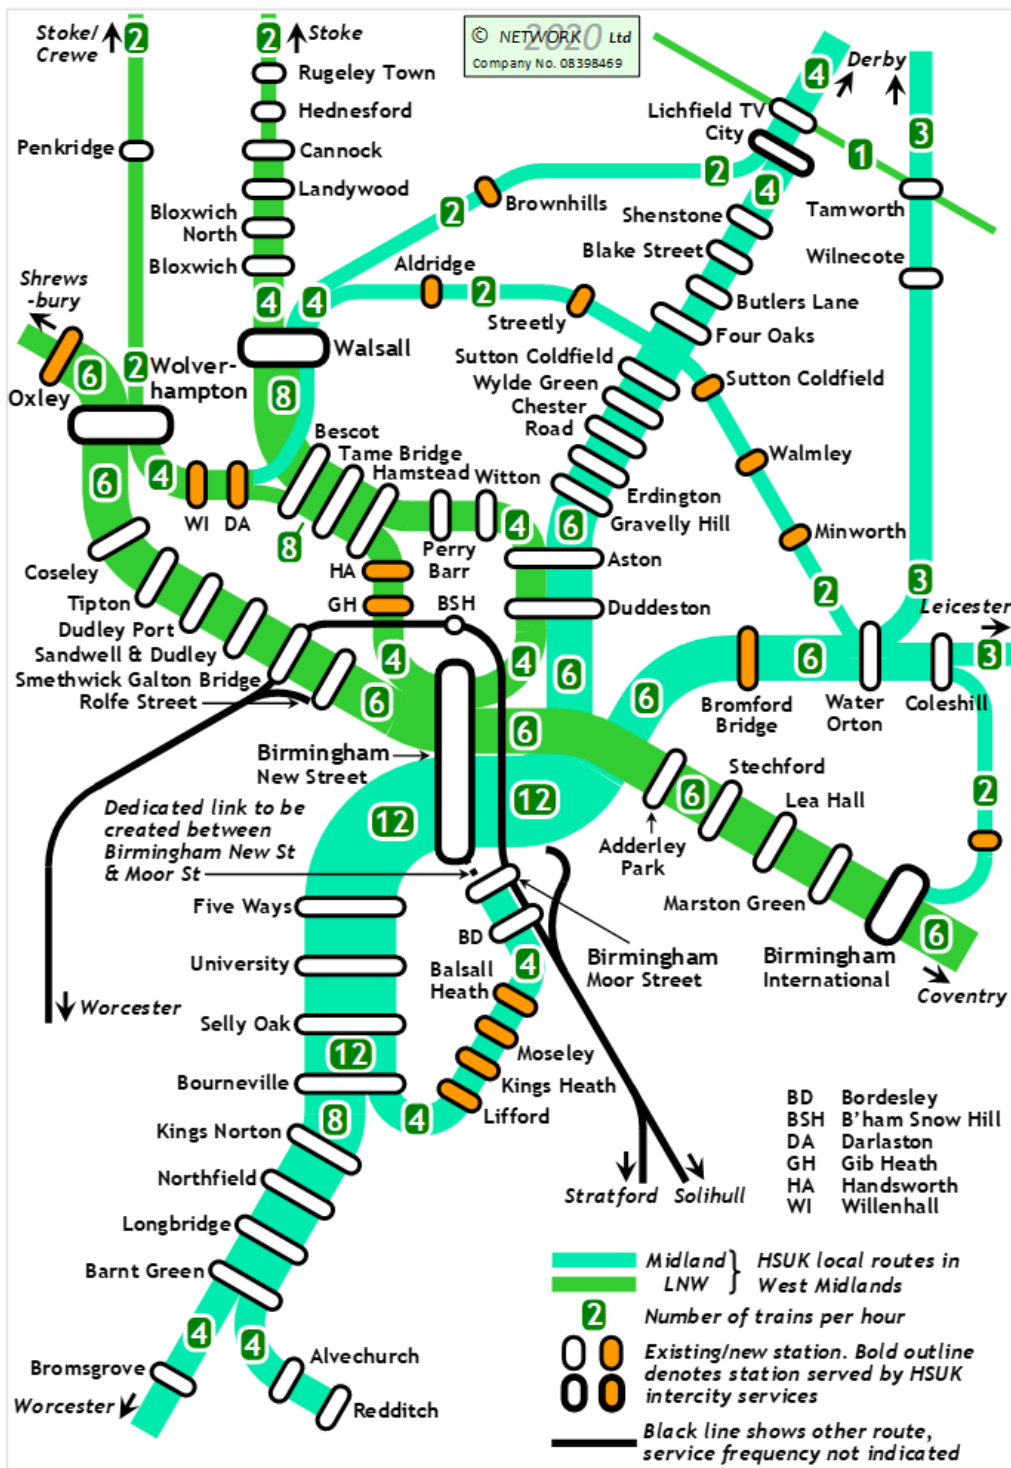 Stoke/
Crewe
2
2
Stoke
© NETWORK 2020 Ltd
Company No. 08398469
4
Derby
Rugeley Town
Hednesford
Lichfield TV
City
3
Penkridge
Cannock
1
Landywood
2
4
Bloxwich
North
2
Brownhills
Shenstone
Tamworth
Bloxwich
Blake Street
Wilnecote
Shrews
-bury
Aldridge
4
4
2
Streetly
Butlers Lane
Four Oaks
Walsall
Oxley
6
2
Wolver-
hampton
8
Sutton Coldfield
Wylde Green
Chester
Road
Sutton Coldfield
Bescot
Tame Bridge
Hamstead
Witton
Walmley
6
4
WI
DA
8
Perry
Barr
4
6
Erdington
Gravelly Hill
Minworth
Coseley
Aston
HA
GH
BSH
2
3
Tipton
Dudley Port
Sandwell & Dudley
Smethwick Galton Bridge
Rolfe Street
Duddeston
Leicester
3
4
4
6
6
6
6
Bromford
Bridge
Water
Orton
Coleshill
6
Birmingham
New Street
Stechford
6
2
Lea Hall
12
12
Dedicated link to be
created between
Birmingham New St
& Moor St
Adderley
Park
Marston Green
Five Ways
BD
Birmingham
Moor Street
Birmingham
International
6
Coventry
University
Balsall
Heath
4
Worcester
Selly Oak
12
Moseley
Bourneville
Kings Heath
Lifford
8
4
Kings Norton
BD Bordesley
BSH B'ham Snow Hill
DA Darlaston
GH Gib Heath
HA Handsworth
WI Willenhall
Northfield
Stratford
Solihull
Longbridge
Barnt Green
Midland
LNW
HSUK local routes in
West Midlands
2
Number of trains per hour
4
4
Bromsgrove
Alvechurch
Existing/new station. Bold outline
denotes station served by HSUK
intercity services
Worcester
Redditch
Black line shows other route,
service frequency not indicated